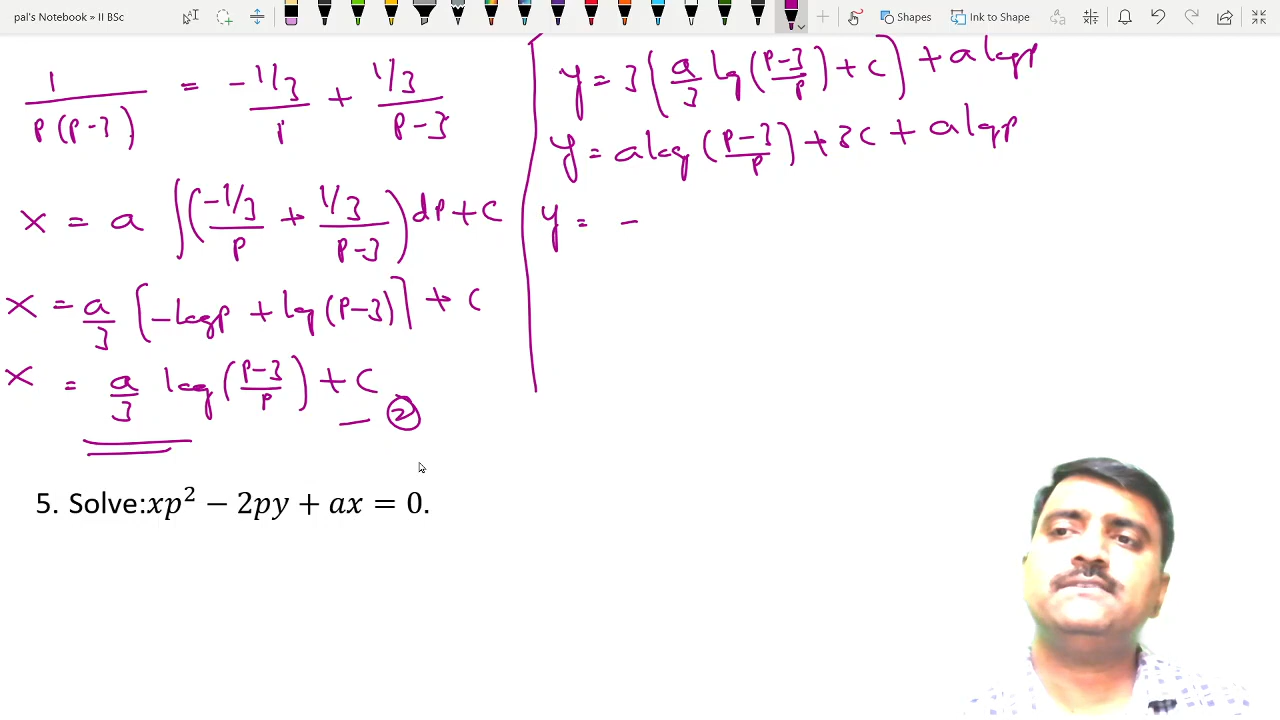 pal's Notebook » II BSc
Shapes
Ink to Shape
1/(p(p-3)) = (-1/3)/p + (1/3)/(p-3)
x = a ∫((-1/3)/p + (1/3)/(p-3)) dp + c
x = a/3 [-log p + log(p-3)] + c
x = a/3 log((p-3)/p) + c
— ②
y = 3(a/3 log((p-3)/p) + c) + a log p
y = a log((p-3)/p) + 3c + a log p
y = -
5. Solve:xp² − 2py + ax = 0.